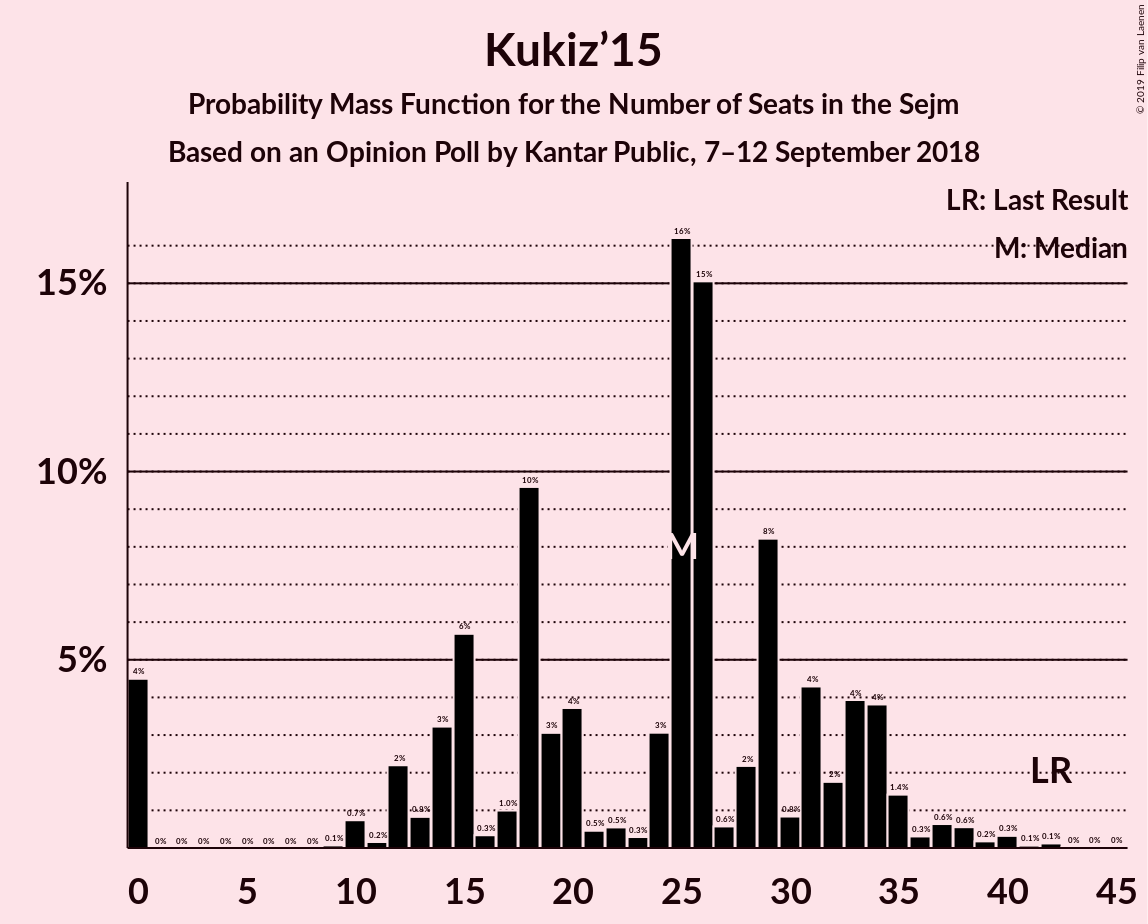 Kukiz’15
Probability Mass Function for the Number of Seats in the Sejm
Based on an Opinion Poll by Kantar Public, 7–12 September 2018
© 2019 Filip van Laenen
LR: Last Result
M: Median
15%
10%
5%
4% 0% 0% 0% 0% 0% 0% 0% 0% 0.1% 0.7% 0.2% 2% 0.8% 3% 6% 0.3% 1.0% 10% 3% 4% 0.5% 0.5% 0.3% 3% 16% 15% 0.6% 2% 8% 0.8% 4% 2% 4% 4% 1.4% 0.3% 0.6% 0.6% 0.2% 0.3% 0.1% 0.1% 0% 0% 0%
M
LR
0 5 10 15 20 25 30 35 40 45